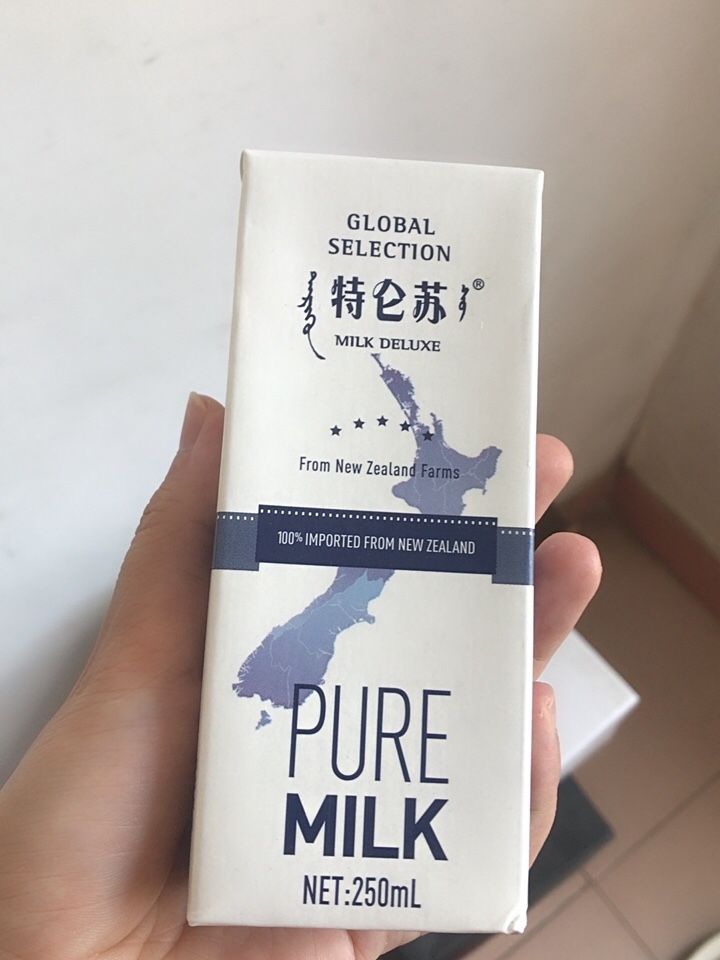 GLOBAL
SELECTION
特仑苏®
MILK DELUXE
From New Zealand Farms
100% IMPORTED FROM NEW ZEALAND
PURE
MILK
NET:250mL